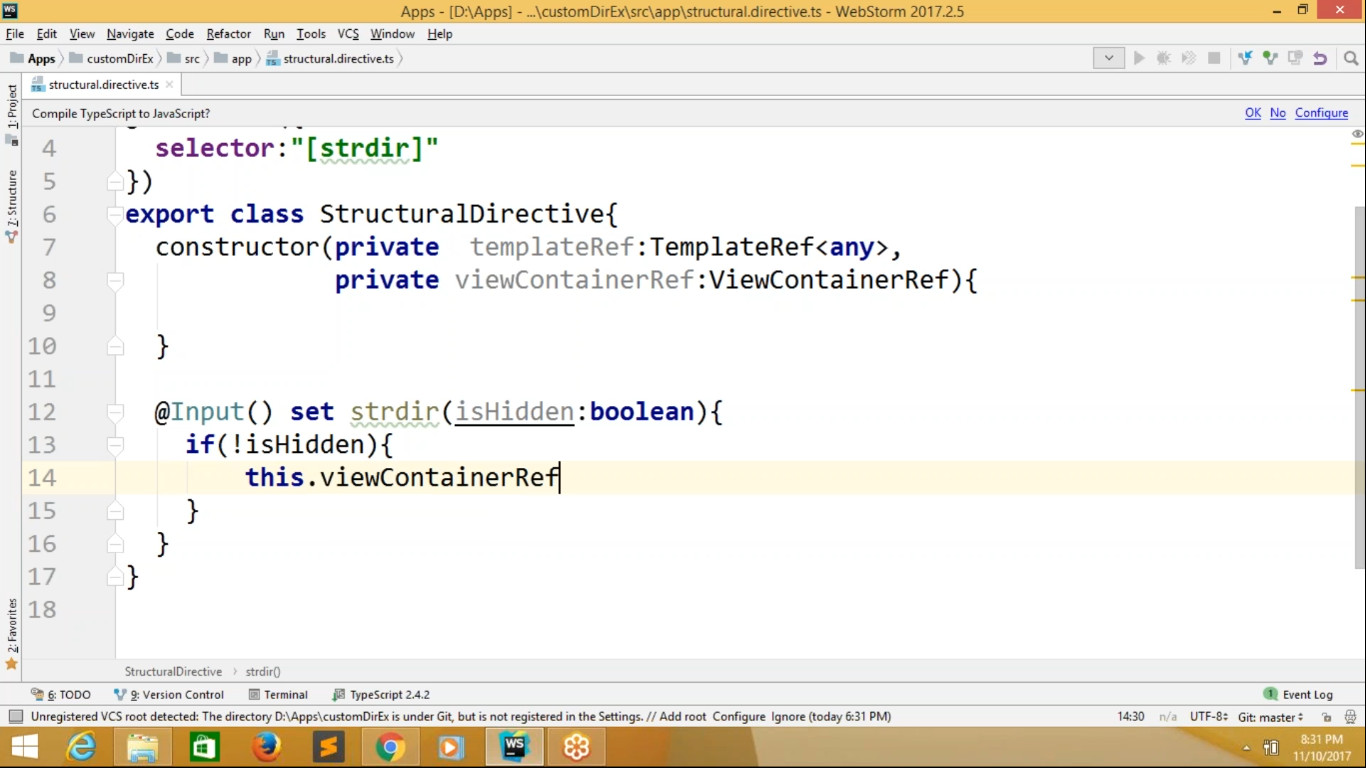 WS
Apps - [D:\Apps] - ...\customDirEx\src\app\structural.directive.ts - WebStorm 2017.2.5
File Edit View Navigate Code Refactor Run Tools VCS Window Help
Apps customDirEx src app structural.directive.ts
structural.directive.ts
Compile TypeScript to JavaScript? OK No Configure
1: Project
7: Structure
2: Favorites
4 selector:"[strdir]"
5 })
6 export class StructuralDirective{
7 constructor(private templateRef:TemplateRef<any>,
8 private viewContainerRef:ViewContainerRef){
9
10 }
11
12 @Input() set strdir(isHidden:boolean){
13 if(!isHidden){
14 this.viewContainerRef
15 }
16 }
17 }
18
StructuralDirective strdir()
6: TODO 9: Version Control Terminal TypeScript 2.4.2 1 Event Log
Unregistered VCS root detected: The directory D:\Apps\customDirEx is under Git, but is not registered in the Settings. // Add root Configure Ignore (today 6:31 PM) 14:30 n/a UTF-8 Git: master
WS
8:31 PM
11/10/2017